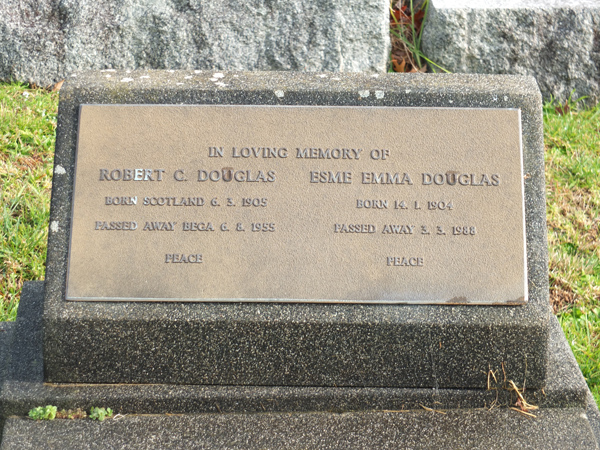 IN LOVING MEMORY OF
ROBERT C. DOUGLAS ESME EMMA DOUGLAS
BORN SCOTLAND 6. 3. 1905 BORN 14. 1. 1904
PASSED AWAY BEGA 6. 8. 1955 PASSED AWAY 3. 3. 1988
PEACE PEACE